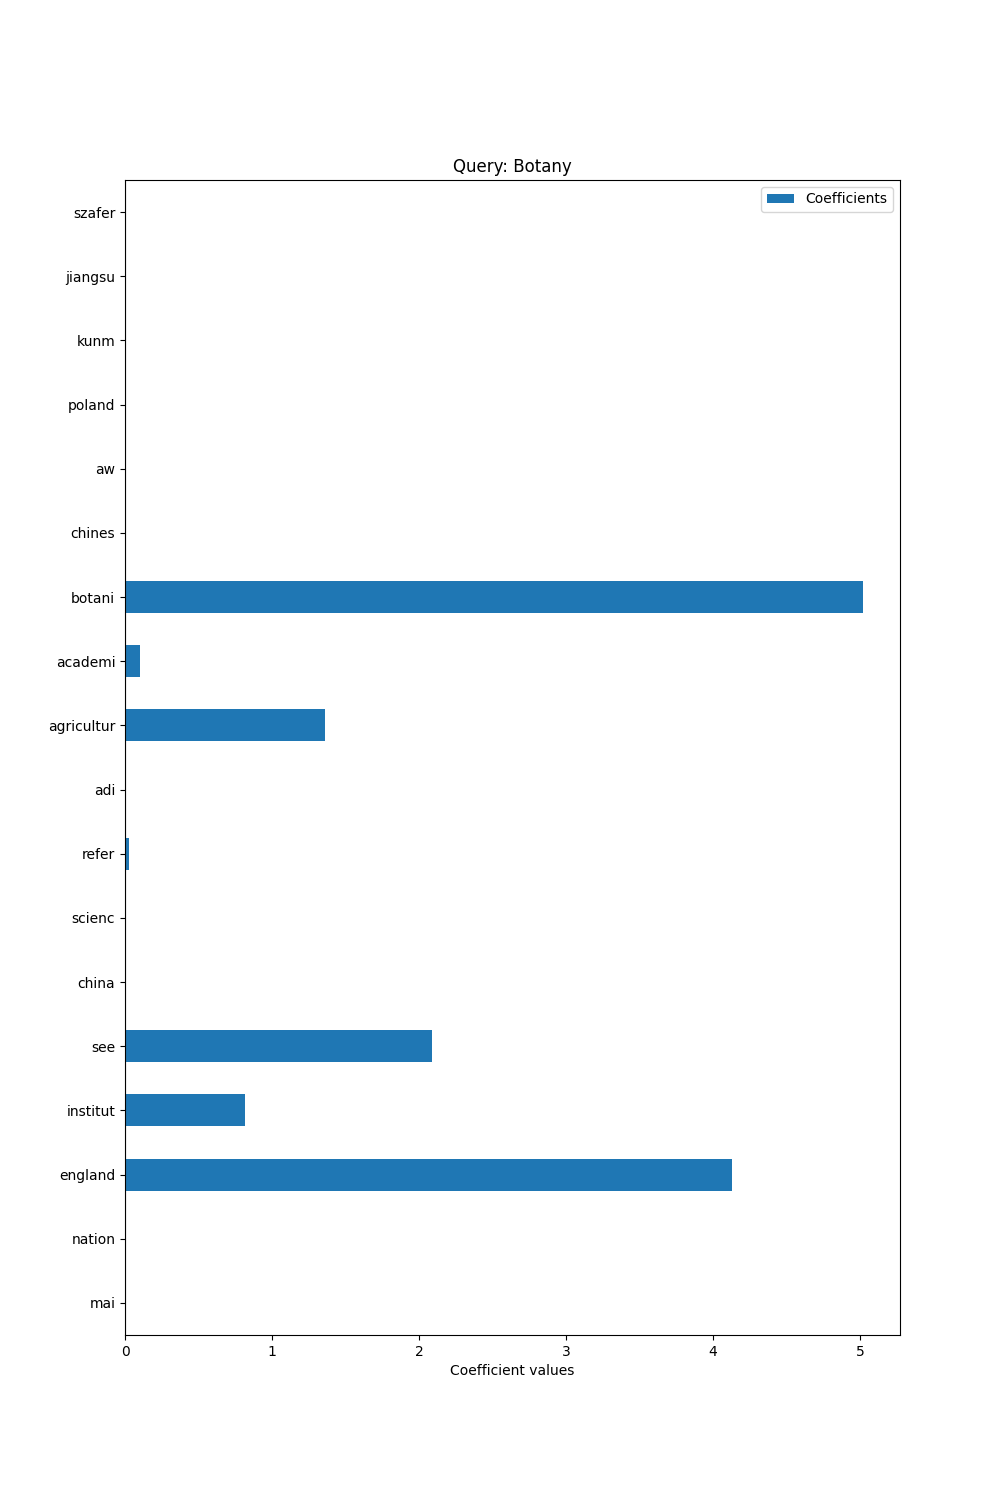 Query: Botany
Coefficients
szafer
jiangsu
kunm
poland
aw
chines
botani
academi
agricultur
adi
refer
scienc
china
see
institut
england
nation
mai
0 1 2 3 4 5
Coefficient values